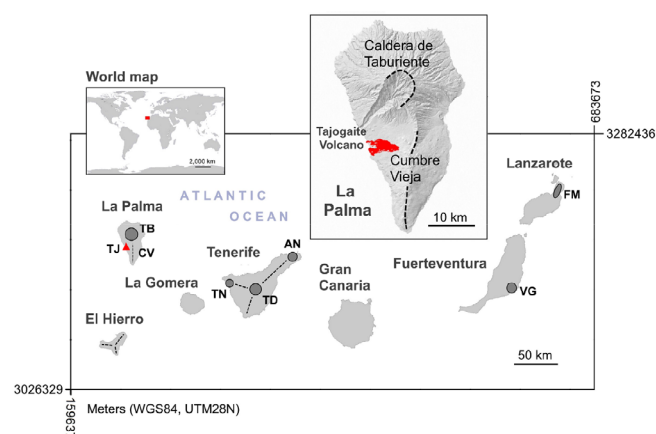 World map
2,000 km
Caldera de
Taburiente
Tajogaite
Volcano
Cumbre
Vieja
La
Palma
10 km
683673
3282436
Lanzarote
FM
ATLANTIC
OCEAN
La Palma
TB
TJ
CV
Tenerife
AN
La Gomera
TN
TD
Gran
Canaria
Fuerteventura
VG
El Hierro
50 km
3026329
Meters (WGS84, UTM28N)